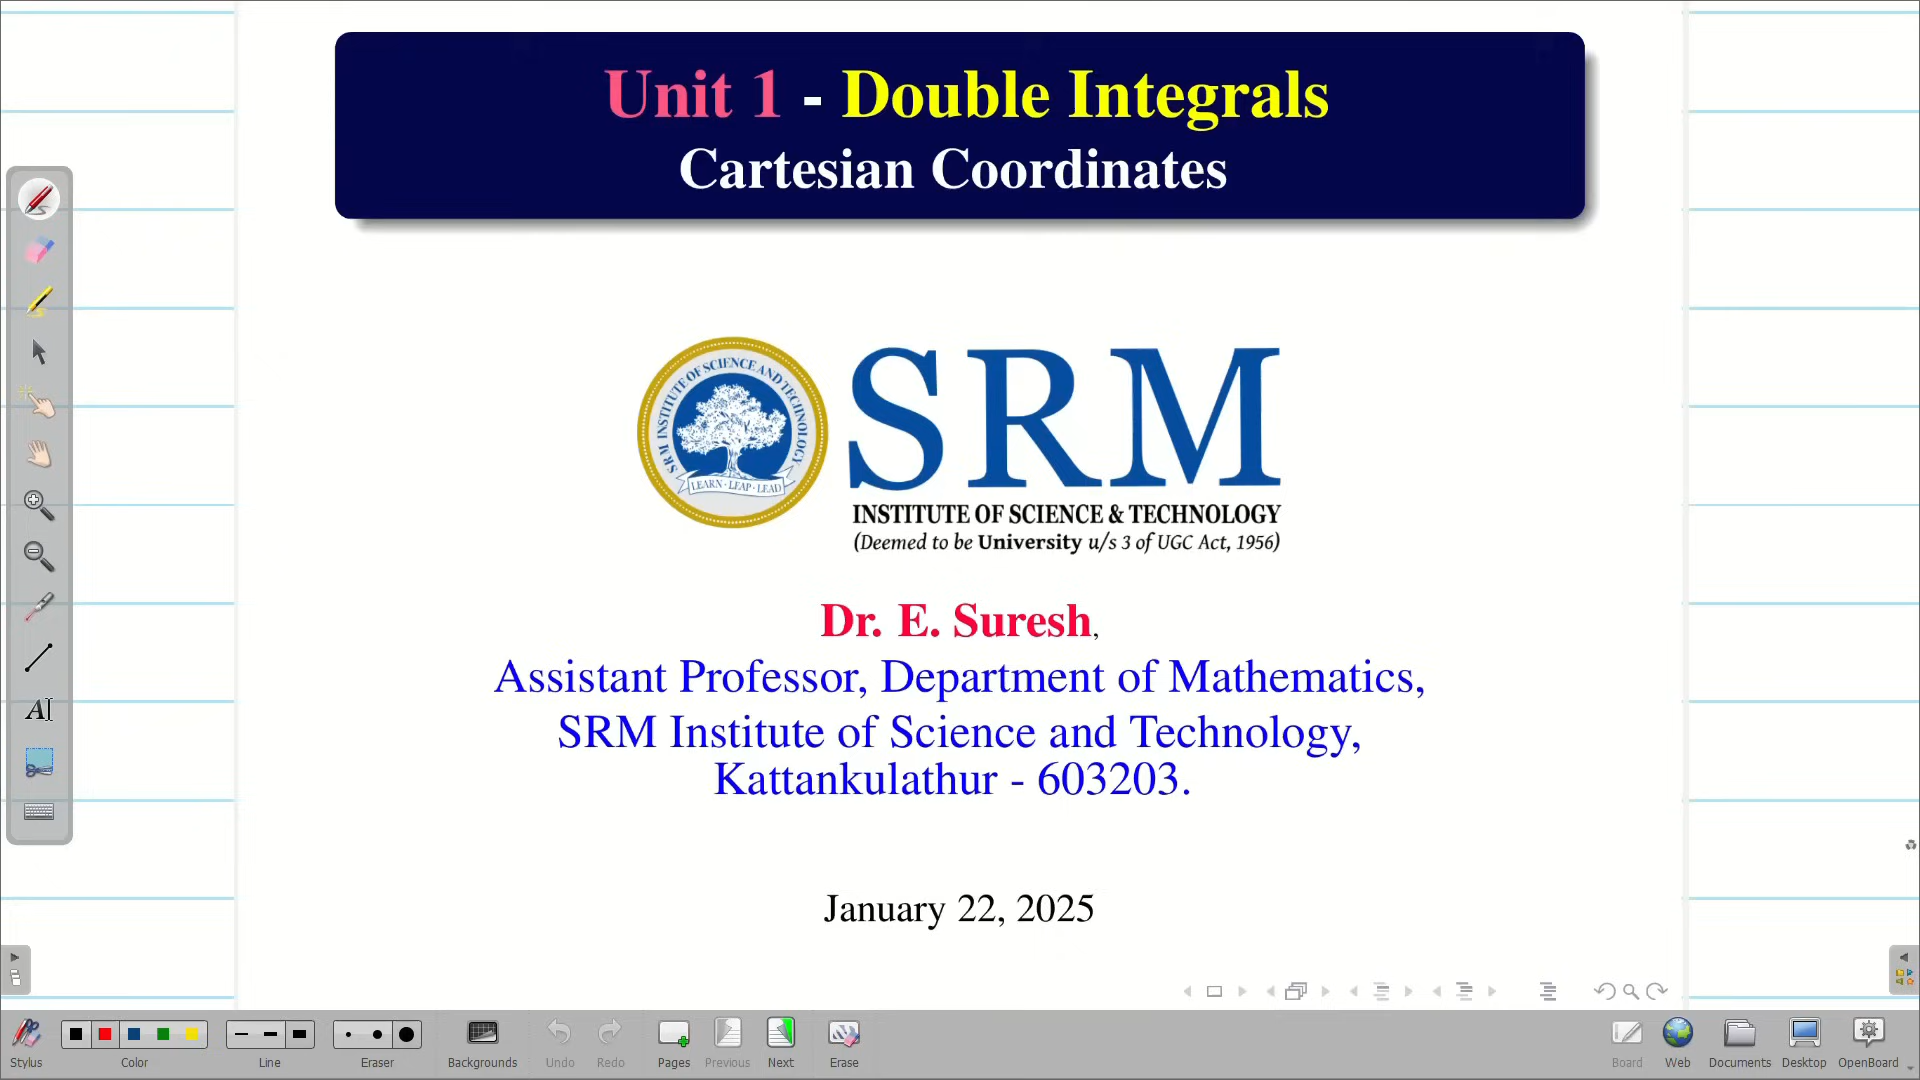 Unit 1 - Double Integrals
Cartesian Coordinates
SRM INSTITUTE OF SCIENCE AND TECHNOLOGY
LEARN · LEAP · LEAD
SRM
INSTITUTE OF SCIENCE & TECHNOLOGY
(Deemed to be University u/s 3 of UGC Act, 1956)
Dr. E. Suresh,
Assistant Professor, Department of Mathematics,
SRM Institute of Science and Technology,
Kattankulathur - 603203.
January 22, 2025
Stylus Color Line Eraser Backgrounds Undo Redo Pages Previous Next Erase Board Web Documents Desktop OpenBoard